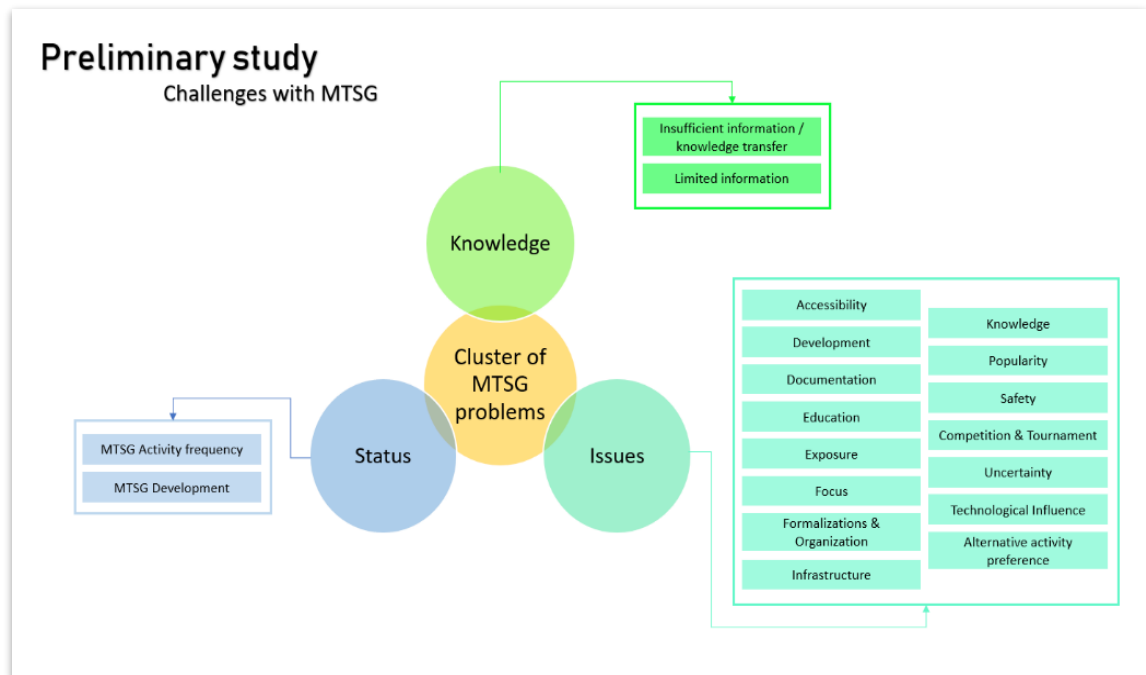 Preliminary study
Challenges with MTSG
Insufficient information /
knowledge transfer
Limited information
Knowledge
Cluster of
MTSG
problems
Status
Issues
MTSG Activity frequency
MTSG Development
Accessibility
Development
Documentation
Education
Exposure
Focus
Formalizations &
Organization
Infrastructure
Knowledge
Popularity
Safety
Competition & Tournament
Uncertainty
Technological Influence
Alternative activity
preference